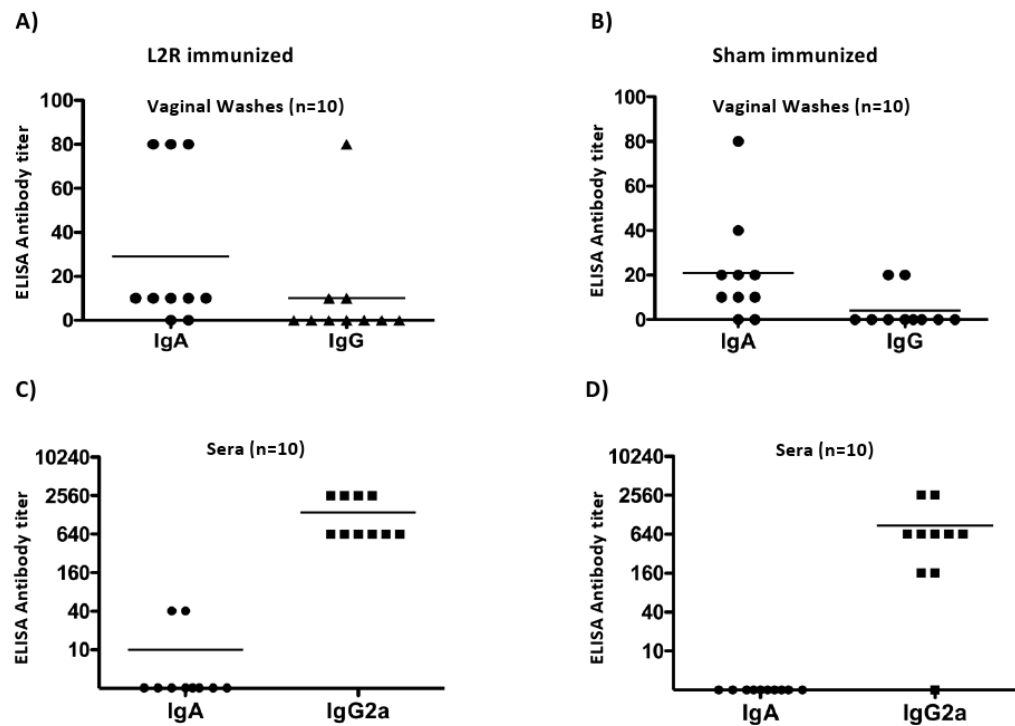 A)
L2R immunized
Vaginal Washes (n=10)
ELISA Antibody titer
100
80
60
40
20
0
IgA IgG
B)
Sham immunized
Vaginal Washes (n=10)
ELISA Antibody titer
100
80
60
40
20
0
IgA IgG
C)
Sera (n=10)
ELISA Antibody titer
10240
2560
640
160
40
10
IgA IgG2a
D)
Sera (n=10)
ELISA Antibody titer
10240
2560
640
160
40
10
IgA IgG2a